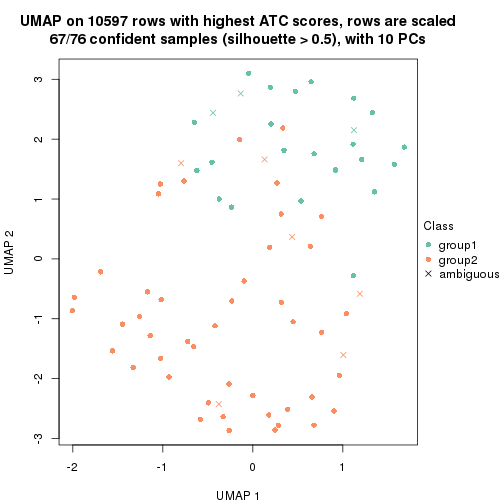 UMAP on 10597 rows with highest ATC scores, rows are scaled
67/76 confident samples (silhouette > 0.5), with 10 PCs
3
2
1
0
-1
-2
-3
UMAP 2
-2
-1
0
1
UMAP 1
Class
group1
group2
ambiguous